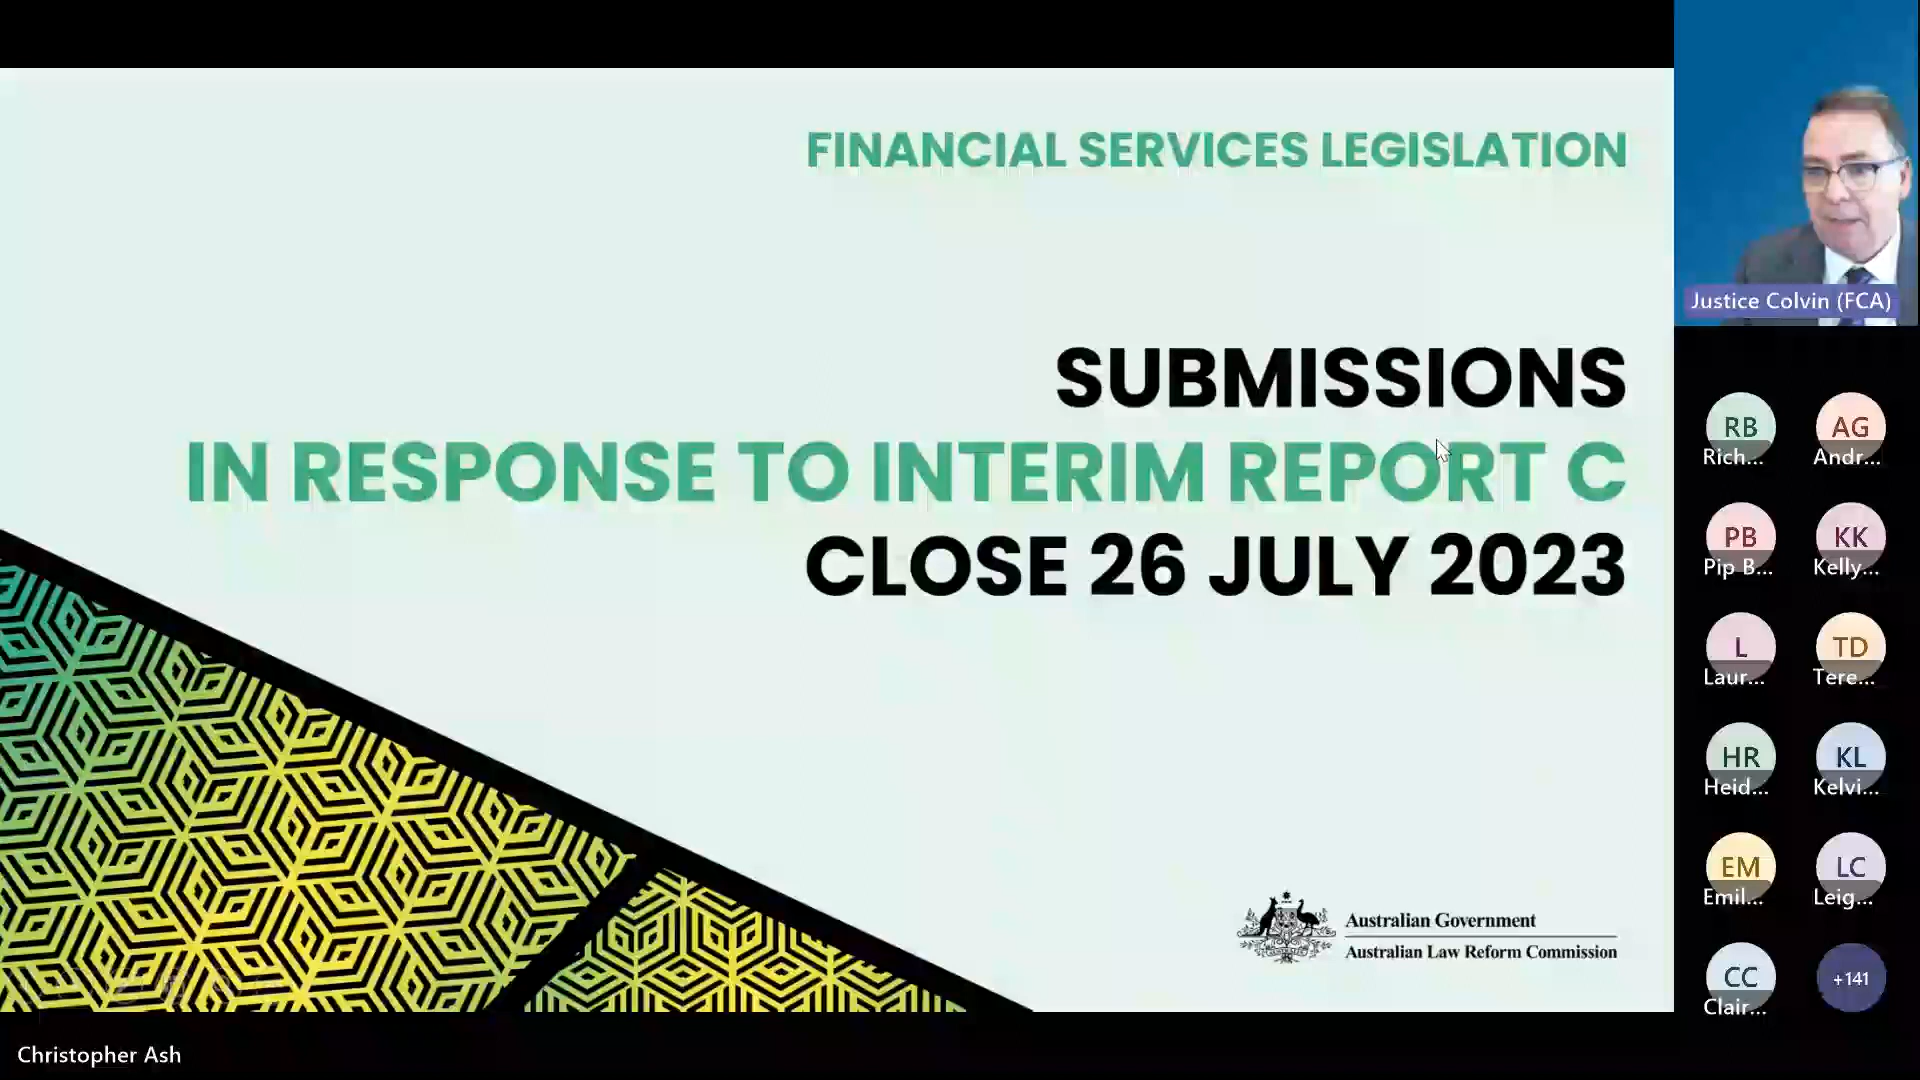 FINANCIAL SERVICES LEGISLATION
SUBMISSIONS
IN RESPONSE TO INTERIM REPORT C
CLOSE 26 JULY 2023
Australian Government
Australian Law Reform Commission
Justice Colvin (FCA)
RB
AG
Rich...
Andr...
PB
KK
Pip B...
Kelly...
L
TD
Laur...
Tere...
HR
KL
Heid...
Kelvi...
EM
LC
Emil...
Leig...
CC
+141
Clair...
Christopher Ash